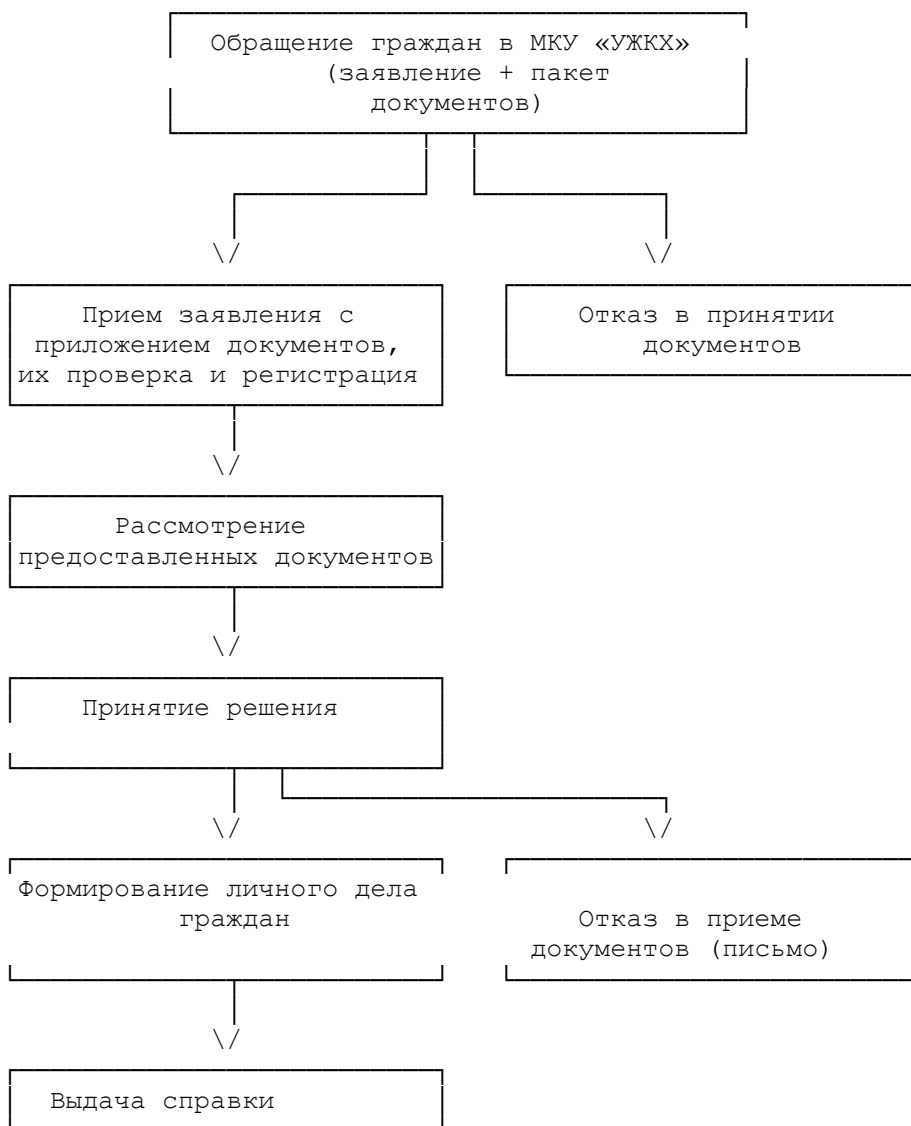 Обращение граждан в МКУ «УЖКХ»
(заявление + пакет
документов)
Прием заявления с
приложением документов,
их проверка и регистрация
Отказ в принятии
документов
Рассмотрение
предоставленных документов
Принятие решения
Формирование личного дела
граждан
Отказ в приеме
документов (письмо)
Выдача справки